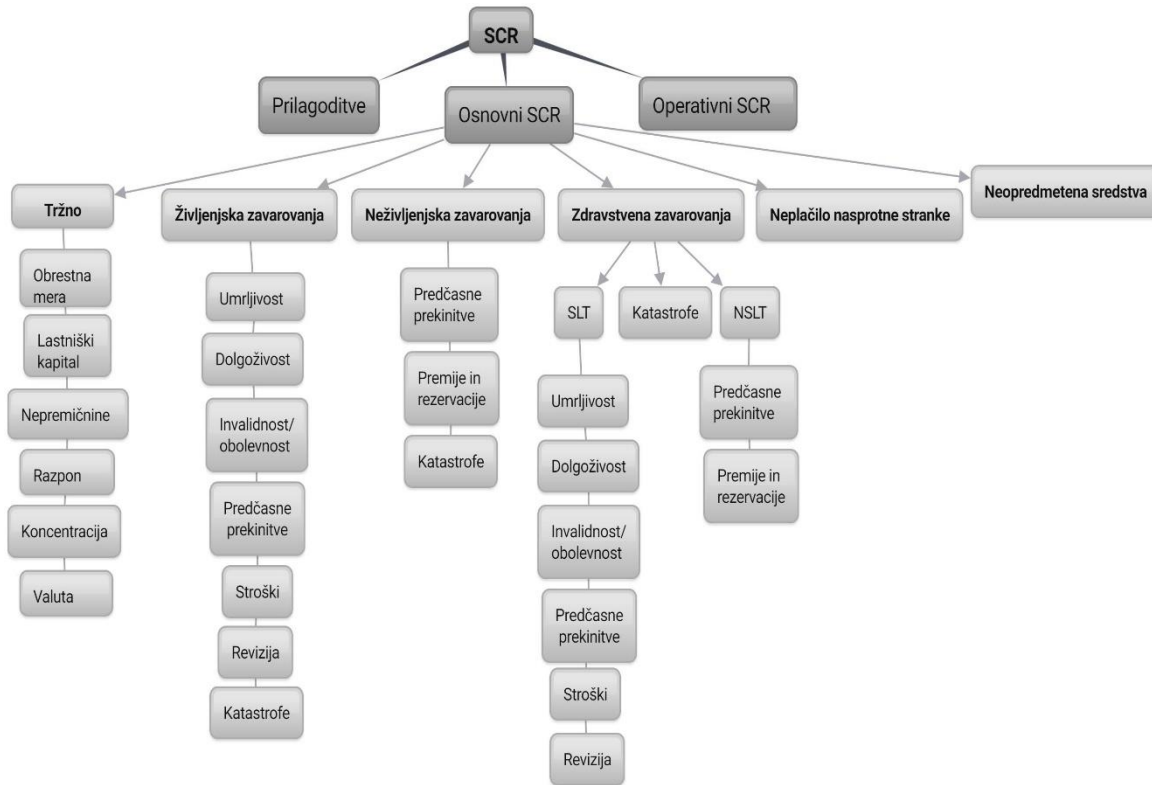 SCR
Prilagoditve
Osnovni SCR
Operativni SCR
Tržno
Življenjska zavarovanja
Neživljenjska zavarovanja
Zdravstvena zavarovanja
Neplačilo nasprotne stranke
Neopredmetena sredstva
Obrestna
mera
Lastniški
kapital
Nepremičnine
Razpon
Koncentracija
Valuta
Umrljivost
Dolgoživost
Invalidnost/
obolevnost
Predčasne
prekinitve
Stroški
Revizija
Katastrofe
Predčasne
prekinitve
Premije in
rezervacije
Katastrofe
SLT
Katastrofe
NSLT
Umrljivost
Dolgoživost
Invalidnost/
obolevnost
Predčasne
prekinitve
Stroški
Revizija
Predčasne
prekinitve
Premije in
rezervacije